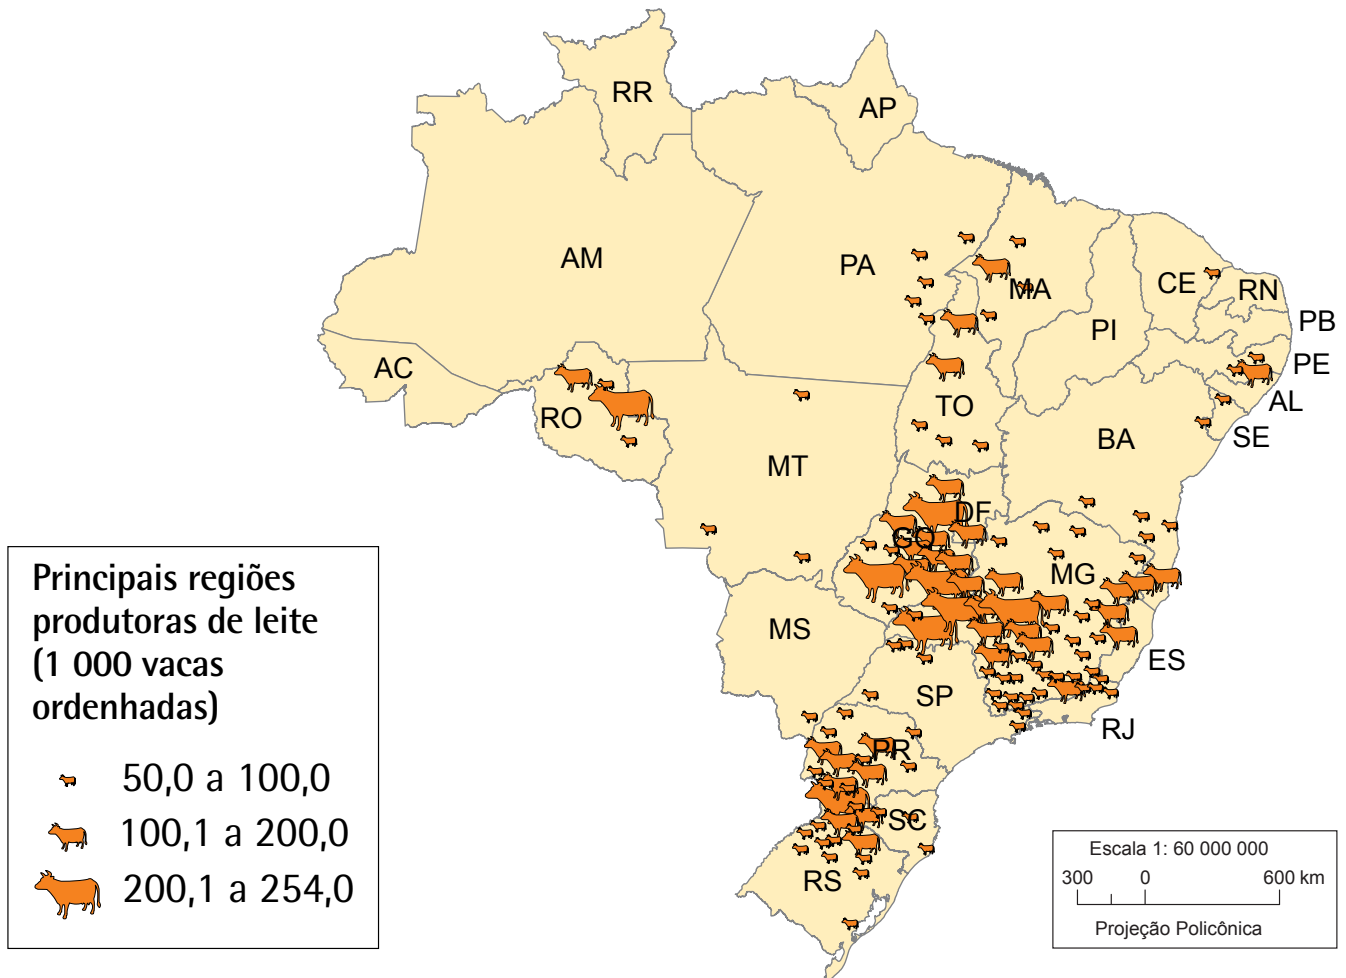 RR
AP
AM
PA
MA
CE
RN
PB
PI
PE
AC
AL
TO
RO
SE
BA
MT
DF
GO
MG
MS
ES
SP
RJ
PR
SC
RS
Principais regiões
produtoras de leite
(1 000 vacas
ordenhadas)
50,0 a 100,0
100,1 a 200,0
200,1 a 254,0
Escala 1: 60 000 000
300 0 600 km
Projeção Policônica